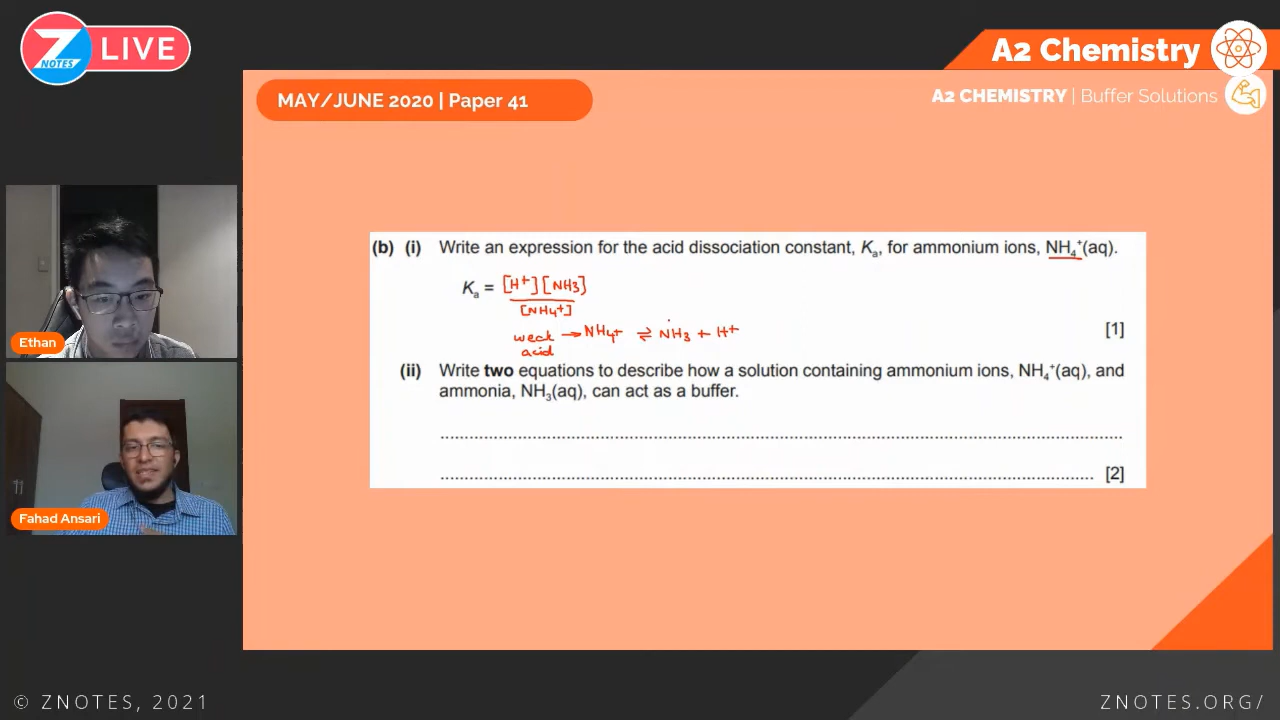 Z NOTES LIVE
A2 Chemistry
MAY/JUNE 2020 | Paper 41
A2 CHEMISTRY | Buffer Solutions
(b) (i) Write an expression for the acid dissociation constant, Kₐ, for ammonium ions, NH₄⁺(aq).
Kₐ = [H⁺][NH3]
[NH4+]
weak → NH4+ ⇌ NH3 + H+
acid
[1]
(ii) Write two equations to describe how a solution containing ammonium ions, NH₄⁺(aq), and
ammonia, NH₃(aq), can act as a buffer.
[2]
Ethan
Fahad Ansari
© ZNOTES, 2021
ZNOTES.ORG/